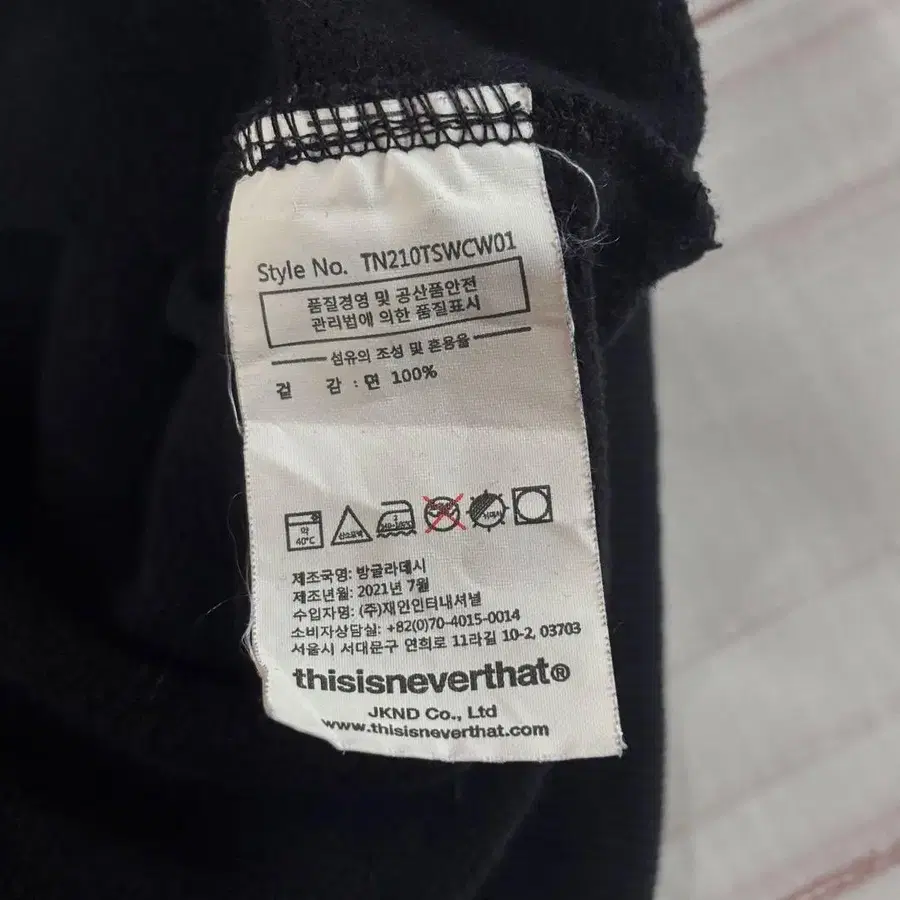 Style No. TN210TSWCW01
품질경영 및 공산품안전
관리법에 의한 품질표시
섬유의 조성 및 혼용율
겉 감 : 면 100%
약
40℃
산소표백
2
제조국명: 방글라데시
제조년월: 2021년 7월
수입자명: (주)재인인터내셔널
소비자상담실: +82(0)70-4015-0014
서울시 서대문구 연희로 11라길 10-2, 03703
thisisneverthat®
JKND Co., Ltd
www.thisisneverthat.com